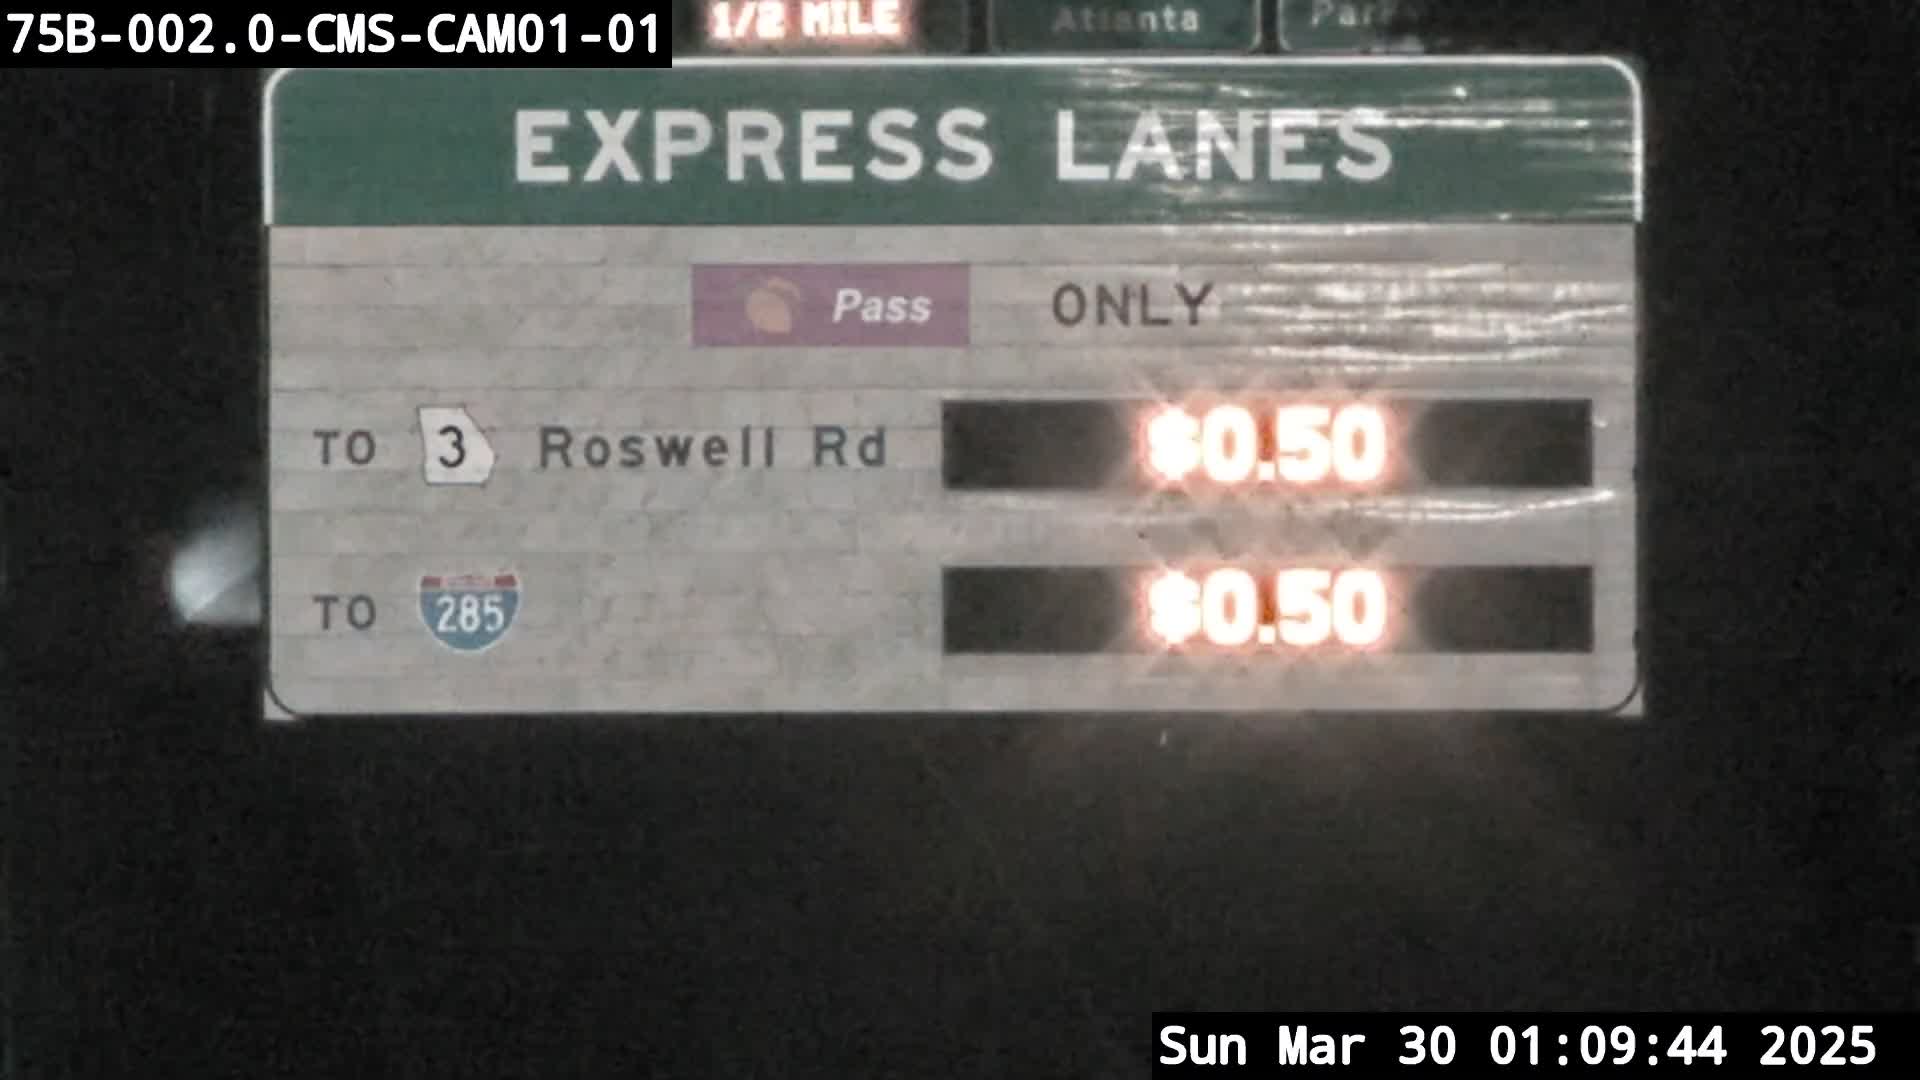 75B-002.0-CMS-CAM01-01
1/2 MILE
Atlanta
EXPRESS LANES
Pass ONLY
TO 3 Roswell Rd $0.50
TO 285 $0.50
Sun Mar 30 01:09:44 2025